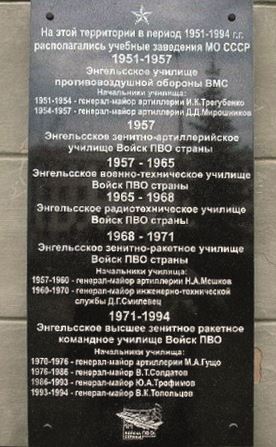 На этой территории в период 1951-1994 г.г.
располагались учебные заведения МО СССР
1951-1957
Энгельсское училище
противовоздушной обороны ВМС
Начальники училища:
1951-1954 - генерал-майор артиллерии И.К.Трегубенко
1954-1957 - генерал-майор артиллерии Д.Д.Мирошников
1957
Энгельсское зенитно-артиллерийское
училище Войск ПВО страны
1957 - 1965
Энгельсское военно-техническое училище
Войск ПВО страны
1965 - 1968
Энгельсское радиотехническое училище
Войск ПВО страны
1968 - 1971
Энгельсское зенитно-ракетное училище
Войск ПВО страны
Начальники училища:
1957-1960 - генерал-майор артиллерии Н.А.Мешков
1960-1970 - генерал-майор инженерно-технической
службы Д.Г.Смилевец
1971-1994
Энгельсское высшее зенитное ракетное
командное училище Войск ПВО
Начальники училища:
1970-1976 - генерал-майор артиллерии М.А.Гущо
1976-1986 - генерал-майор В.Т.Солдатов
1986-1993 - генерал-майор Ю.А.Трофимов
1993-1994 - генерал-майор В.К.Топольцов